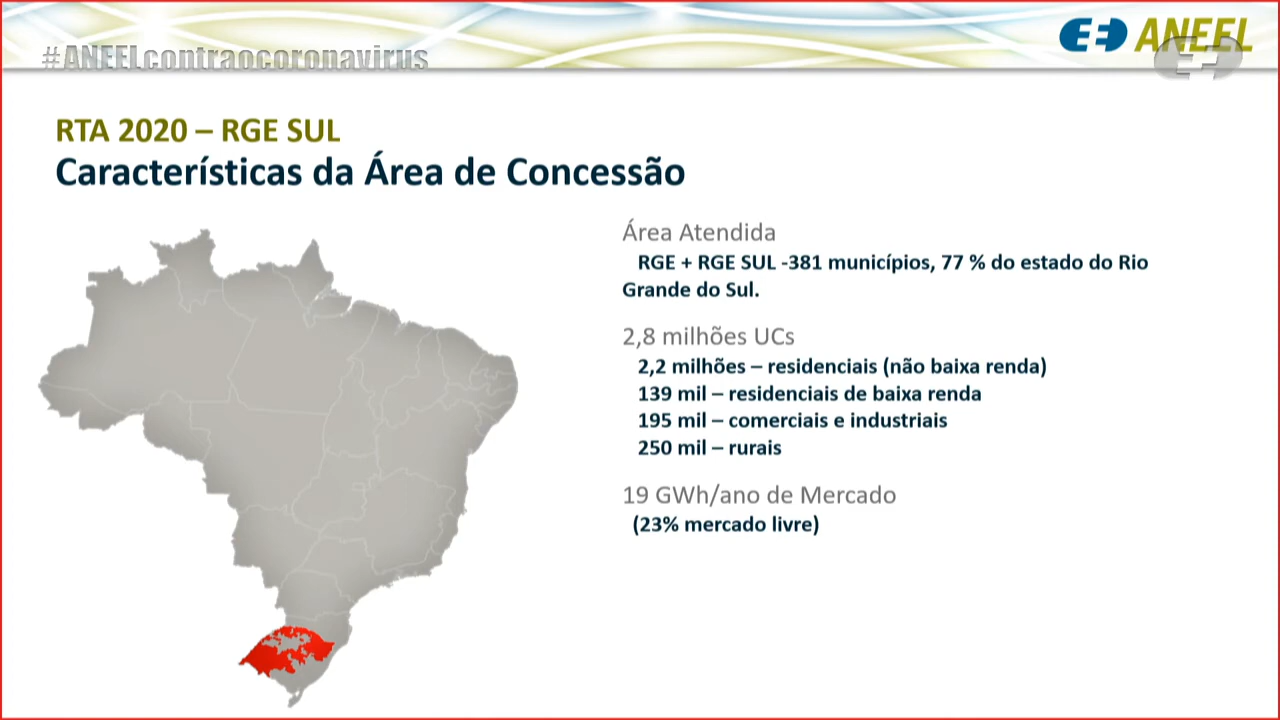 #ANEELcontraocoronavirus
ANEEL
RTA 2020 – RGE SUL
Características da Área de Concessão
Área Atendida
RGE + RGE SUL -381 municípios, 77 % do estado do Rio
Grande do Sul.
2,8 milhões UCs
2,2 milhões – residenciais (não baixa renda)
139 mil – residenciais de baixa renda
195 mil – comerciais e industriais
250 mil – rurais
19 GWh/ano de Mercado
(23% mercado livre)